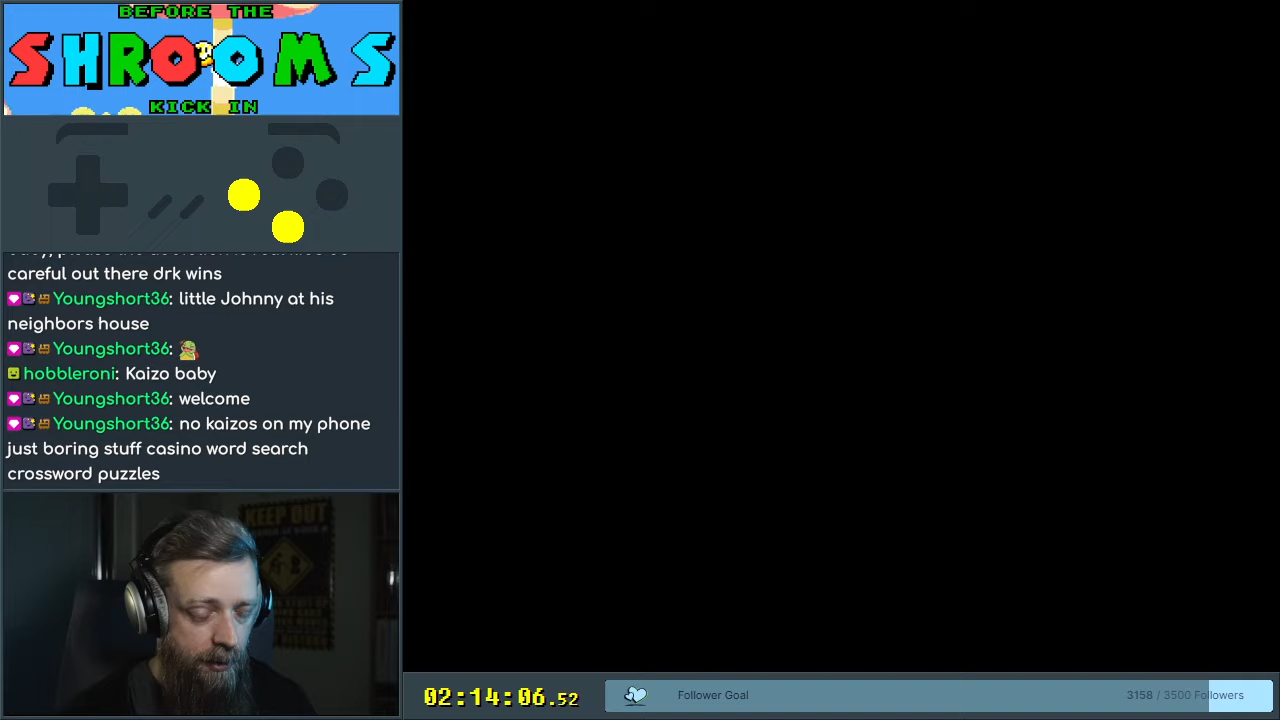 BEFORE THE
SHROOMS
KICK IN
careful out there drk wins
Youngshort36: little Johnny at his
neighbors house
Youngshort36:
hobbleroni: Kaizo baby
Youngshort36: welcome
Youngshort36: no kaizos on my phone
just boring stuff casino word search
crossword puzzles
KEEP OUT
02:14:06.52
Follower Goal
3158 / 3500 Followers